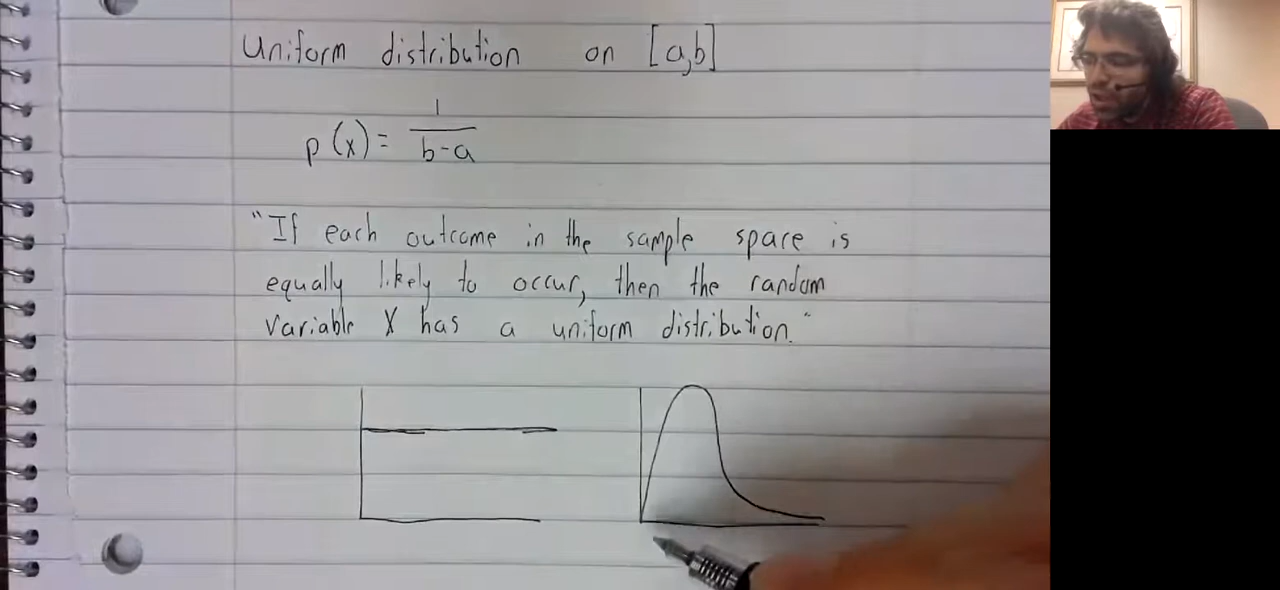 Uniform distribution on [a,b]
p(x) = 1/(b-a)
"If each outcome in the sample space is
equally likely to occur, then the random
variable X has a uniform distribution."